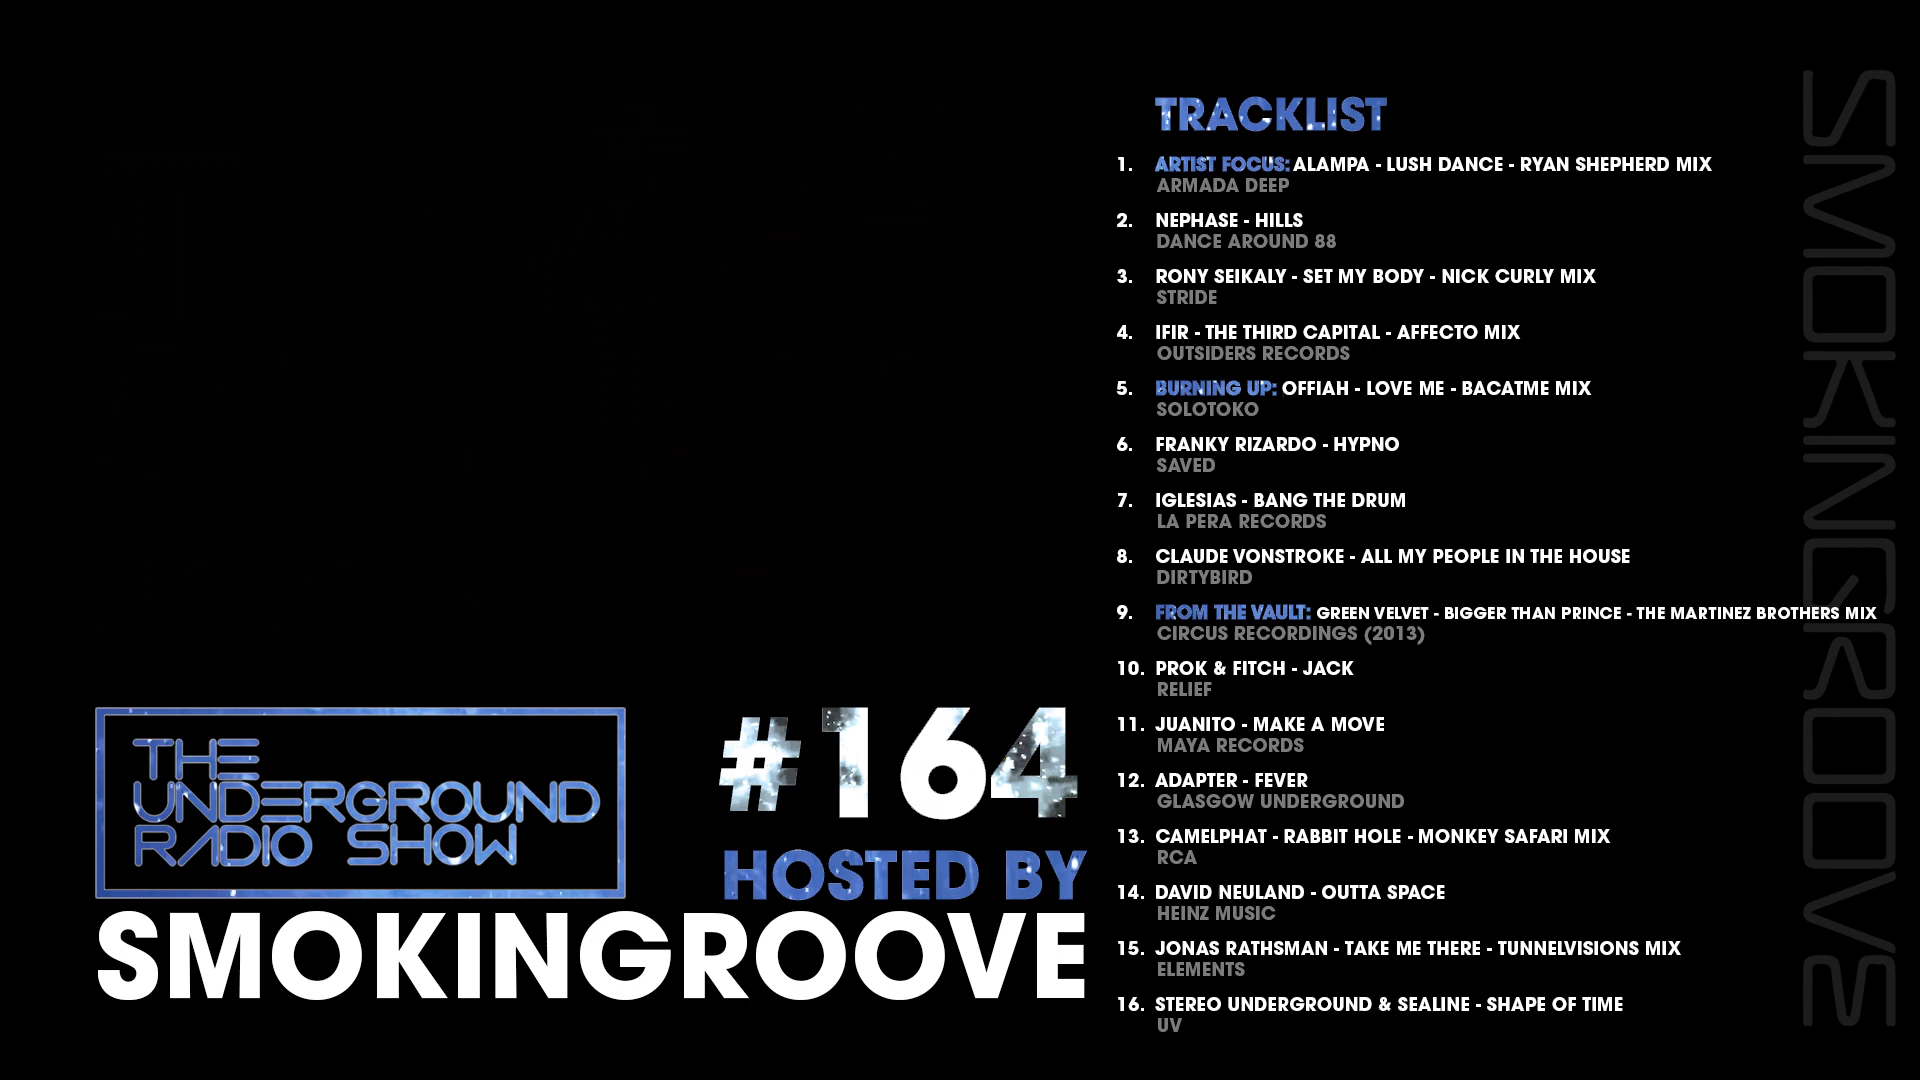 TRACKLIST
1. ARTIST FOCUS: ALAMPA - LUSH DANCE - RYAN SHEPHERD MIX
ARMADA DEEP
2. NEPHASE - HILLS
DANCE AROUND 88
3. RONY SEIKALY - SET MY BODY - NICK CURLY MIX
STRIDE
4. IFIR - THE THIRD CAPITAL - AFFECTO MIX
OUTSIDERS RECORDS
5. BURNING UP: OFFIAH - LOVE ME - BACATME MIX
SOLOTOKO
6. FRANKY RIZARDO - HYPNO
SAVED
7. IGLESIAS - BANG THE DRUM
LA PERA RECORDS
8. CLAUDE VONSTROKE - ALL MY PEOPLE IN THE HOUSE
DIRTYBIRD
9. FROM THE VAULT: GREEN VELVET - BIGGER THAN PRINCE - THE MARTINEZ BROTHERS MIX
CIRCUS RECORDINGS (2013)
10. PROK & FITCH - JACK
RELIEF
11. JUANITO - MAKE A MOVE
MAYA RECORDS
12. ADAPTER - FEVER
GLASGOW UNDERGROUND
13. CAMELPHAT - RABBIT HOLE - MONKEY SAFARI MIX
RCA
14. DAVID NEULAND - OUTTA SPACE
HEINZ MUSIC
15. JONAS RATHSMAN - TAKE ME THERE - TUNNELVISIONS MIX
ELEMENTS
16. STEREO UNDERGROUND & SEALINE - SHAPE OF TIME
UV
THE
UNDERGROUND
RADIO SHOW
#164
HOSTED BY
SMOKINGROOVE
SMOKINGROOVE